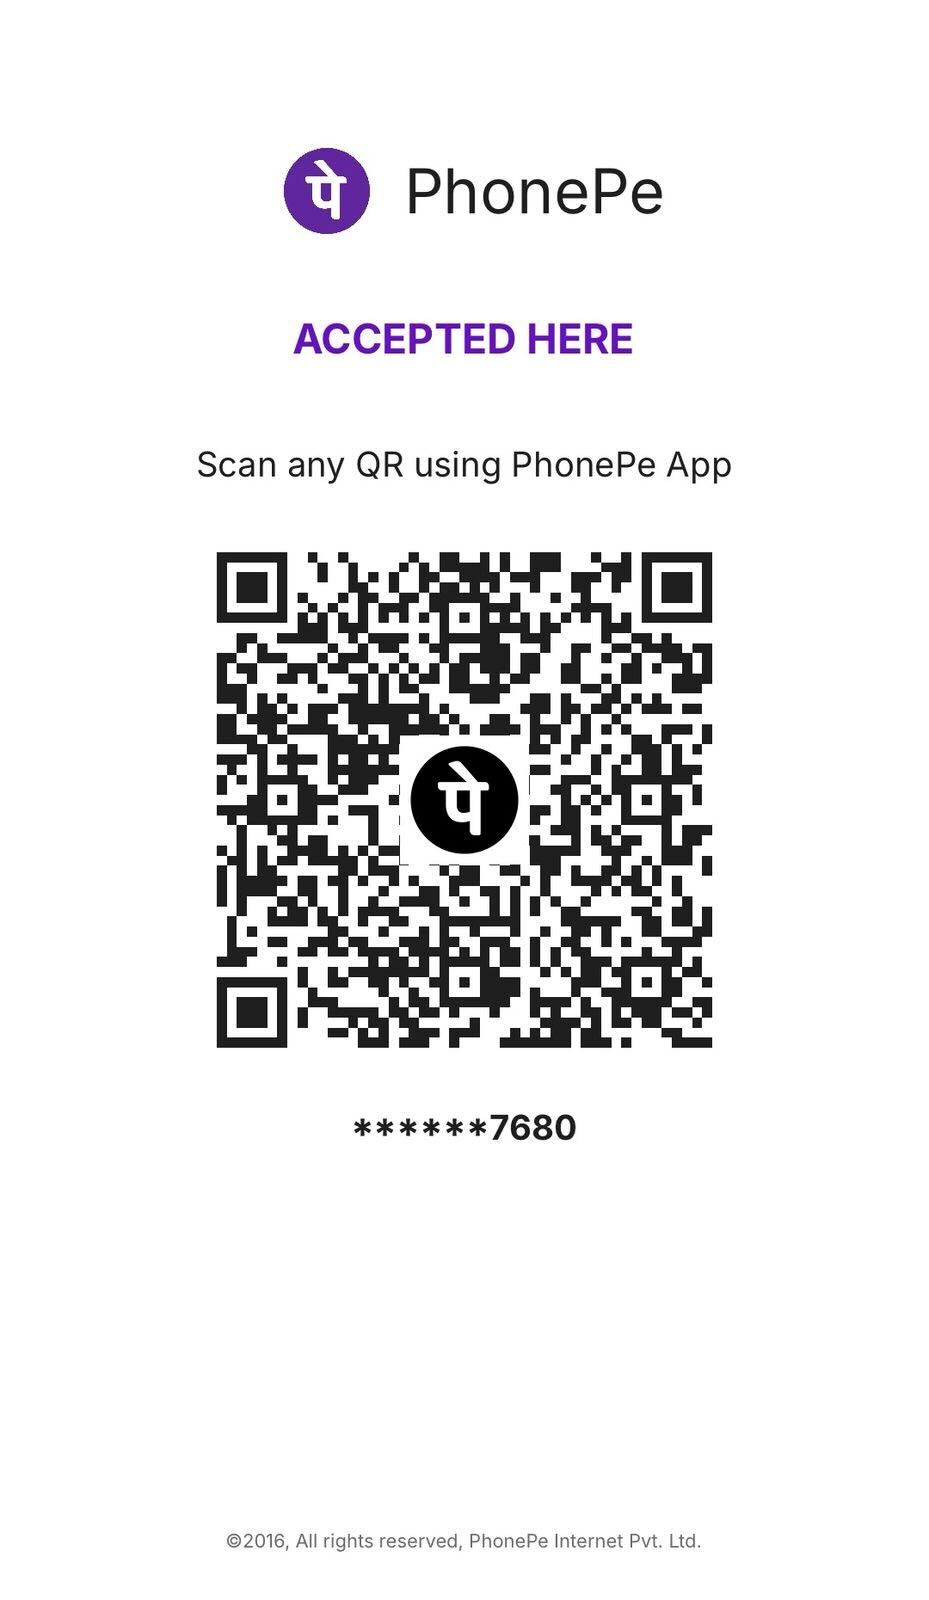 पे PhonePe
ACCEPTED HERE
Scan any QR using PhonePe App
पे
******7680
©2016, All rights reserved, PhonePe Internet Pvt. Ltd.